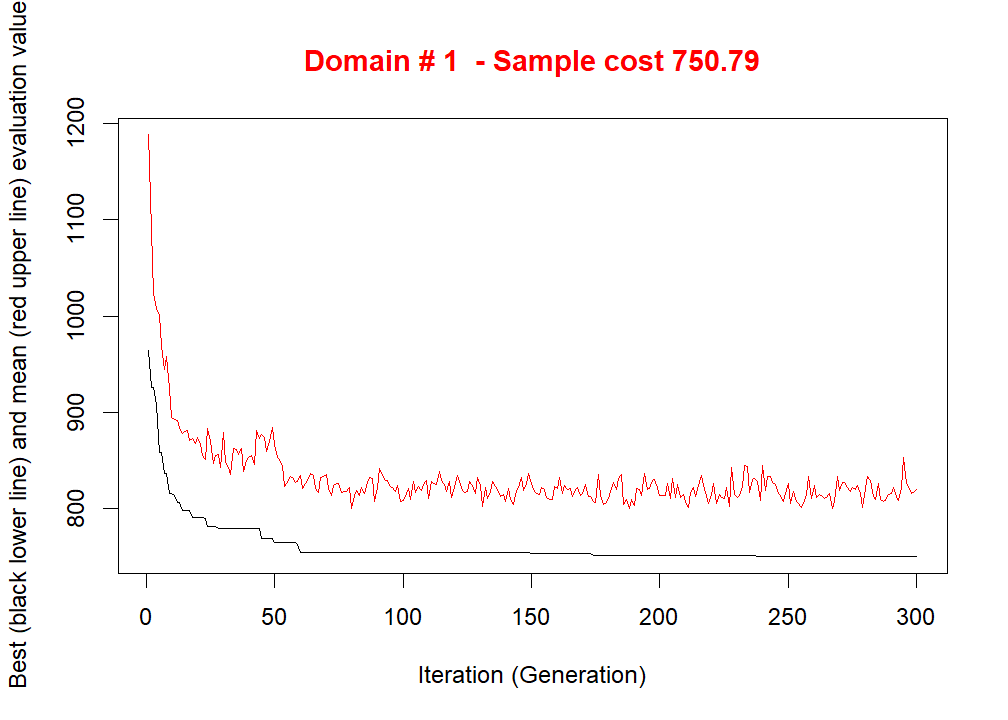 Domain # 1  - Sample cost 750.79
Best (black lower line) and mean (red upper line) evaluation value
1200
1100
1000
900
800
0 50 100 150 200 250 300
Iteration (Generation)